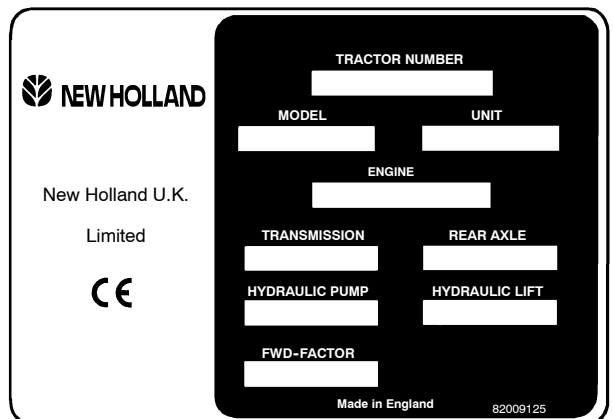 NEW HOLLAND
New Holland U.K.
Limited
CE
TRACTOR NUMBER
MODEL UNIT
ENGINE
TRANSMISSION REAR AXLE
HYDRAULIC PUMP HYDRAULIC LIFT
FWD-FACTOR
Made in England 82009125